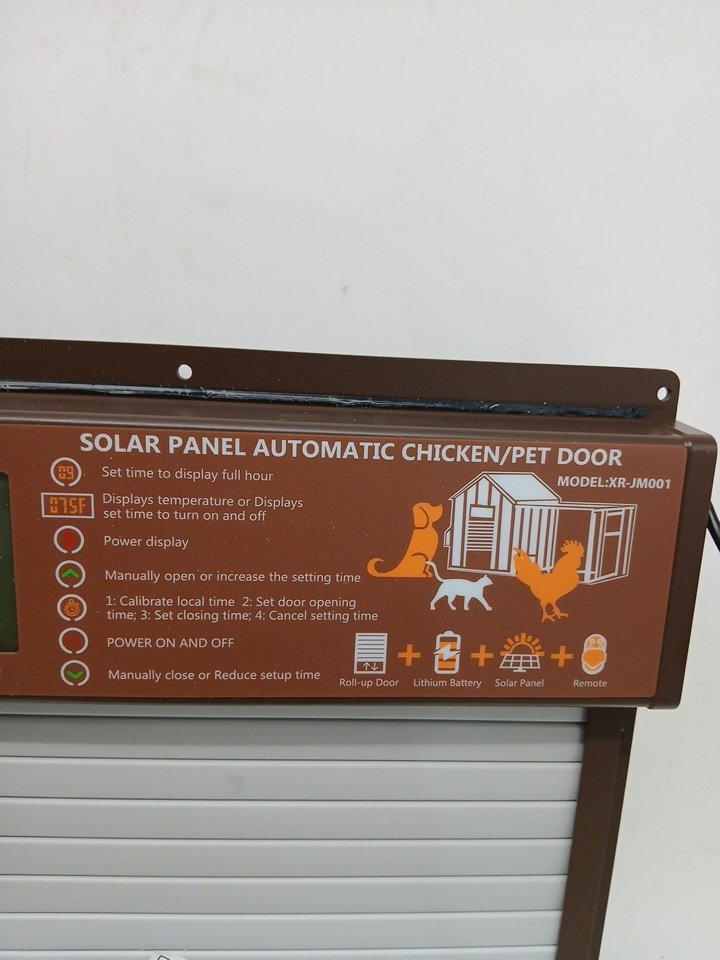 SOLAR PANEL AUTOMATIC CHICKEN/PET DOOR
MODEL:XR-JM001
09
Set time to display full hour
075F
Displays temperature or Displays
set time to turn on and off
Power display
Manually open or increase the setting time
1: Calibrate local time 2: Set door opening
time; 3: Set closing time; 4: Cancel setting time
POWER ON AND OFF
Manually close or Reduce setup time
Roll-up Door
Lithium Battery
Solar Panel
Remote